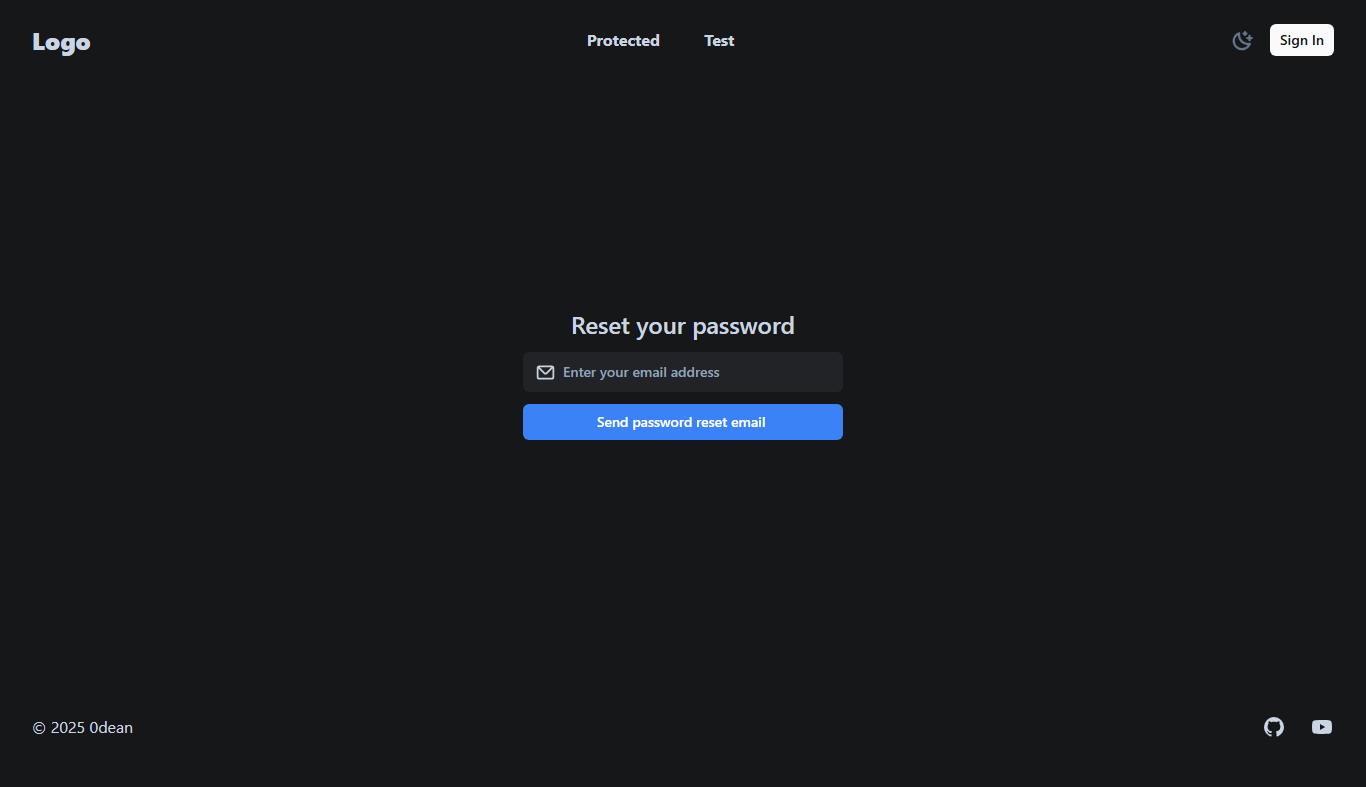 Logo
Protected
Test
Sign In
Reset your password
Enter your email address
Send password reset email
© 2025 0dean